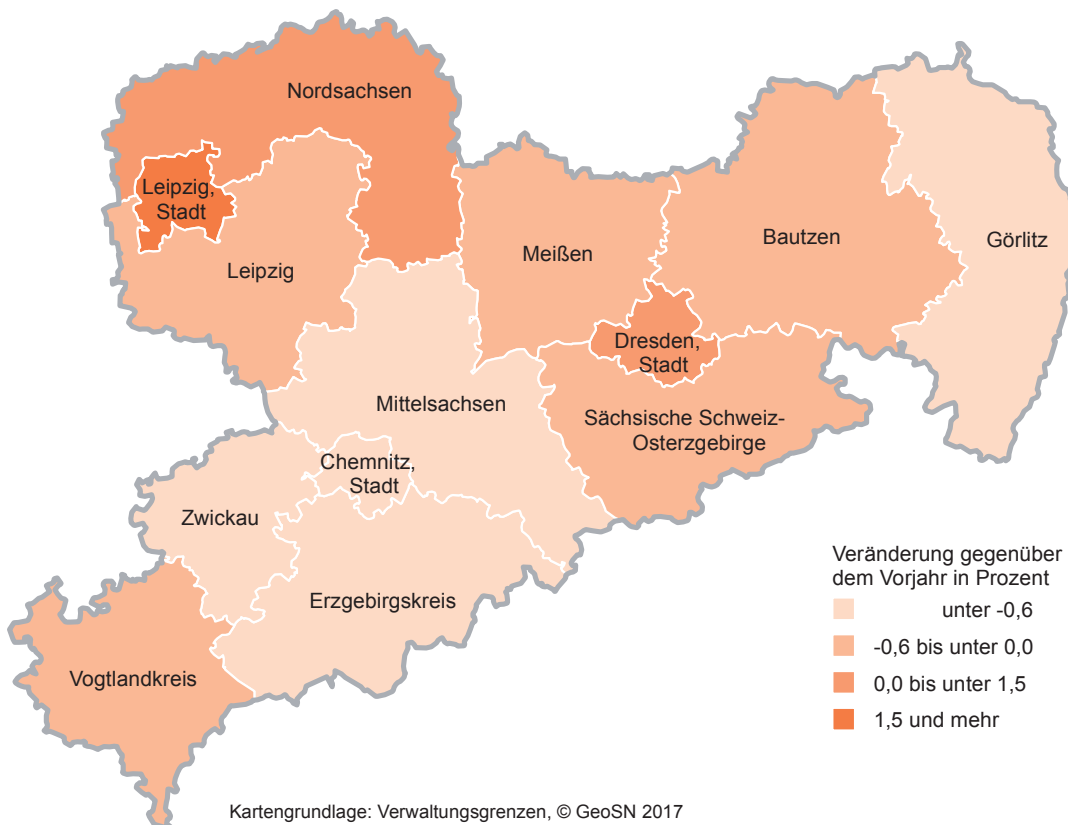 Nordsachsen
Leipzig,
Stadt
Leipzig
Meißen
Bautzen
Görlitz
Dresden,
Stadt
Mittelsachsen
Sächsische Schweiz-
Osterzgebirge
Chemnitz,
Stadt
Zwickau
Erzgebirgskreis
Vogtlandkreis
Veränderung gegenüber
dem Vorjahr in Prozent
unter -0,6
-0,6 bis unter 0,0
0,0 bis unter 1,5
1,5 und mehr
Kartengrundlage: Verwaltungsgrenzen, © GeoSN 2017